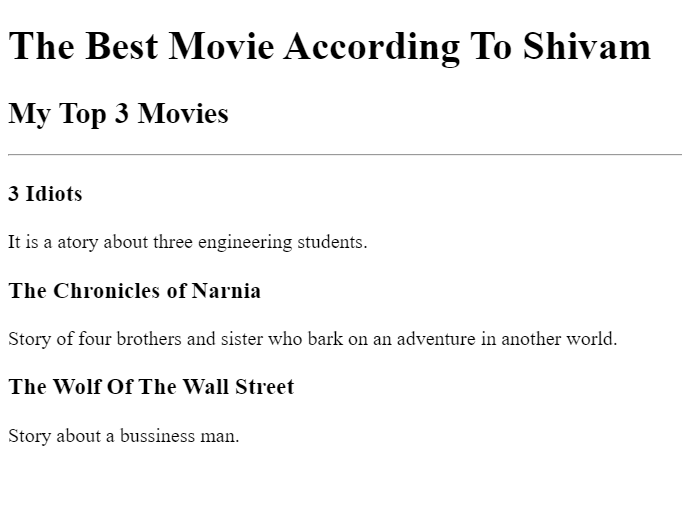 The Best Movie According To Shivam
My Top 3 Movies
3 Idiots
It is a atory about three engineering students.
The Chronicles of Narnia
Story of four brothers and sister who bark on an adventure in another world.
The Wolf Of The Wall Street
Story about a bussiness man.